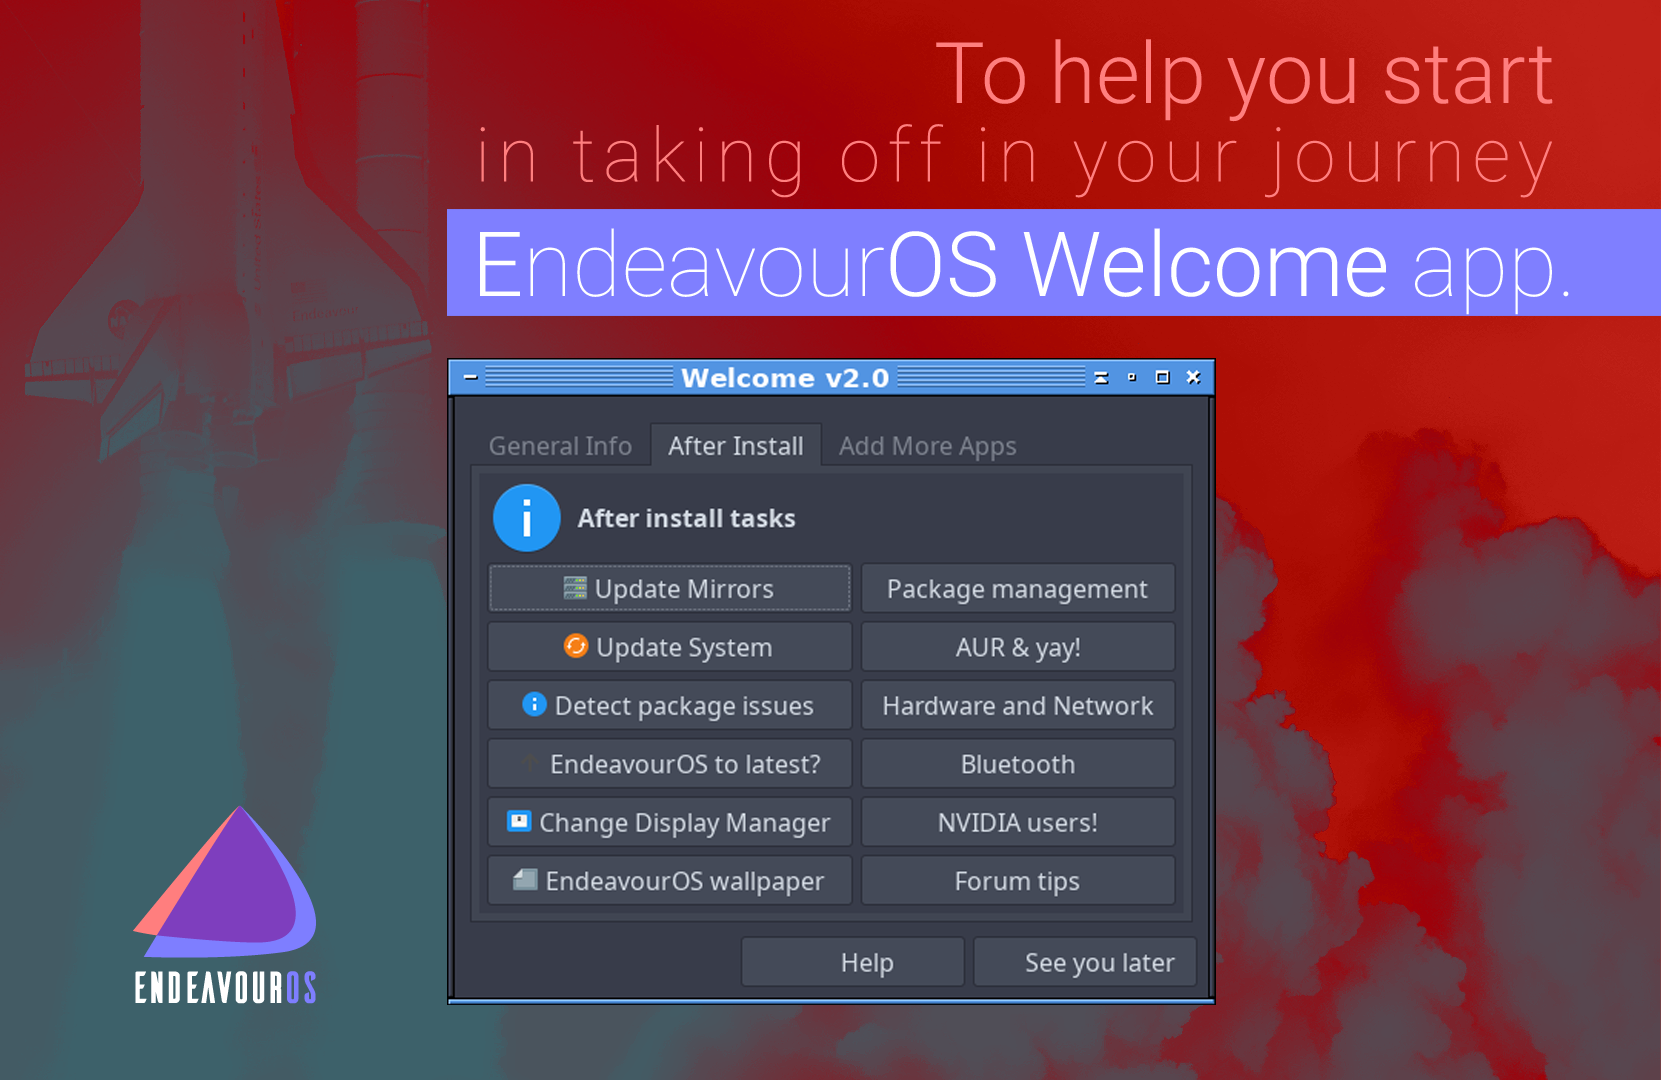 To help you start
in taking off in your journey
EndeavourOS Welcome app.
Welcome v2.0
General Info After Install Add More Apps
After install tasks
Update Mirrors Package management
Update System AUR & yay!
Detect package issues Hardware and Network
EndeavourOS to latest? Bluetooth
Change Display Manager NVIDIA users!
EndeavourOS wallpaper Forum tips
Help See you later
ENDEAVOUROS
United States
Endeavour